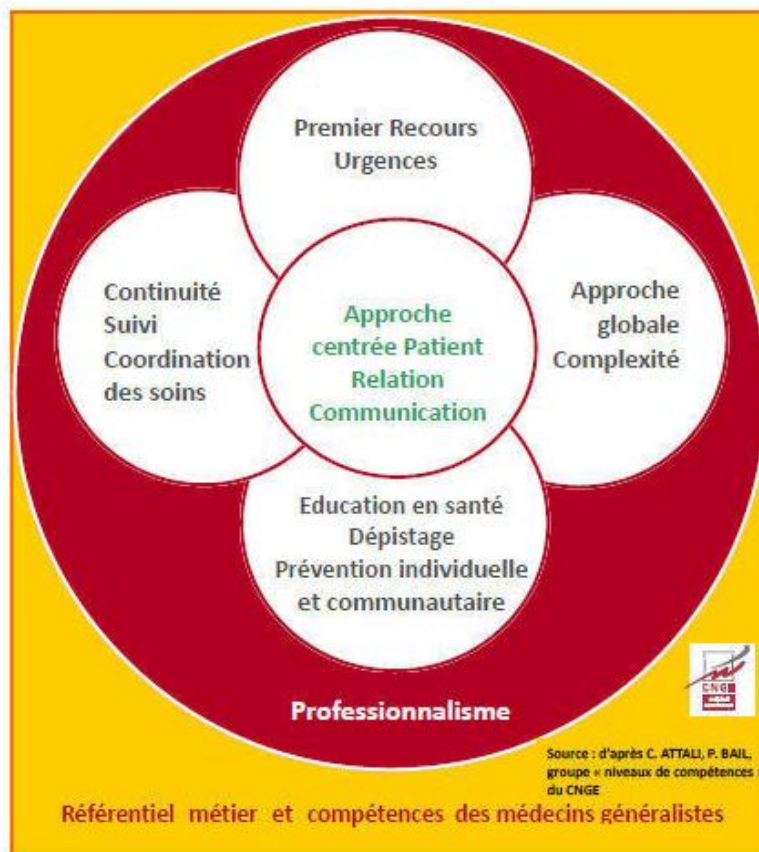 Premier Recours
Urgences
Continuité
Suivi
Coordination
des soins
Approche
centrée Patient
Relation
Communication
Approche
globale
Complexité
Education en santé
Dépistage
Prévention individuelle
et communautaire
Professionnalisme
CNG
Source : d'après C. ATTALI, P. BAIL,
groupe « niveaux de compétences »
du CNGE
Référentiel métier et compétences des médecins généralistes